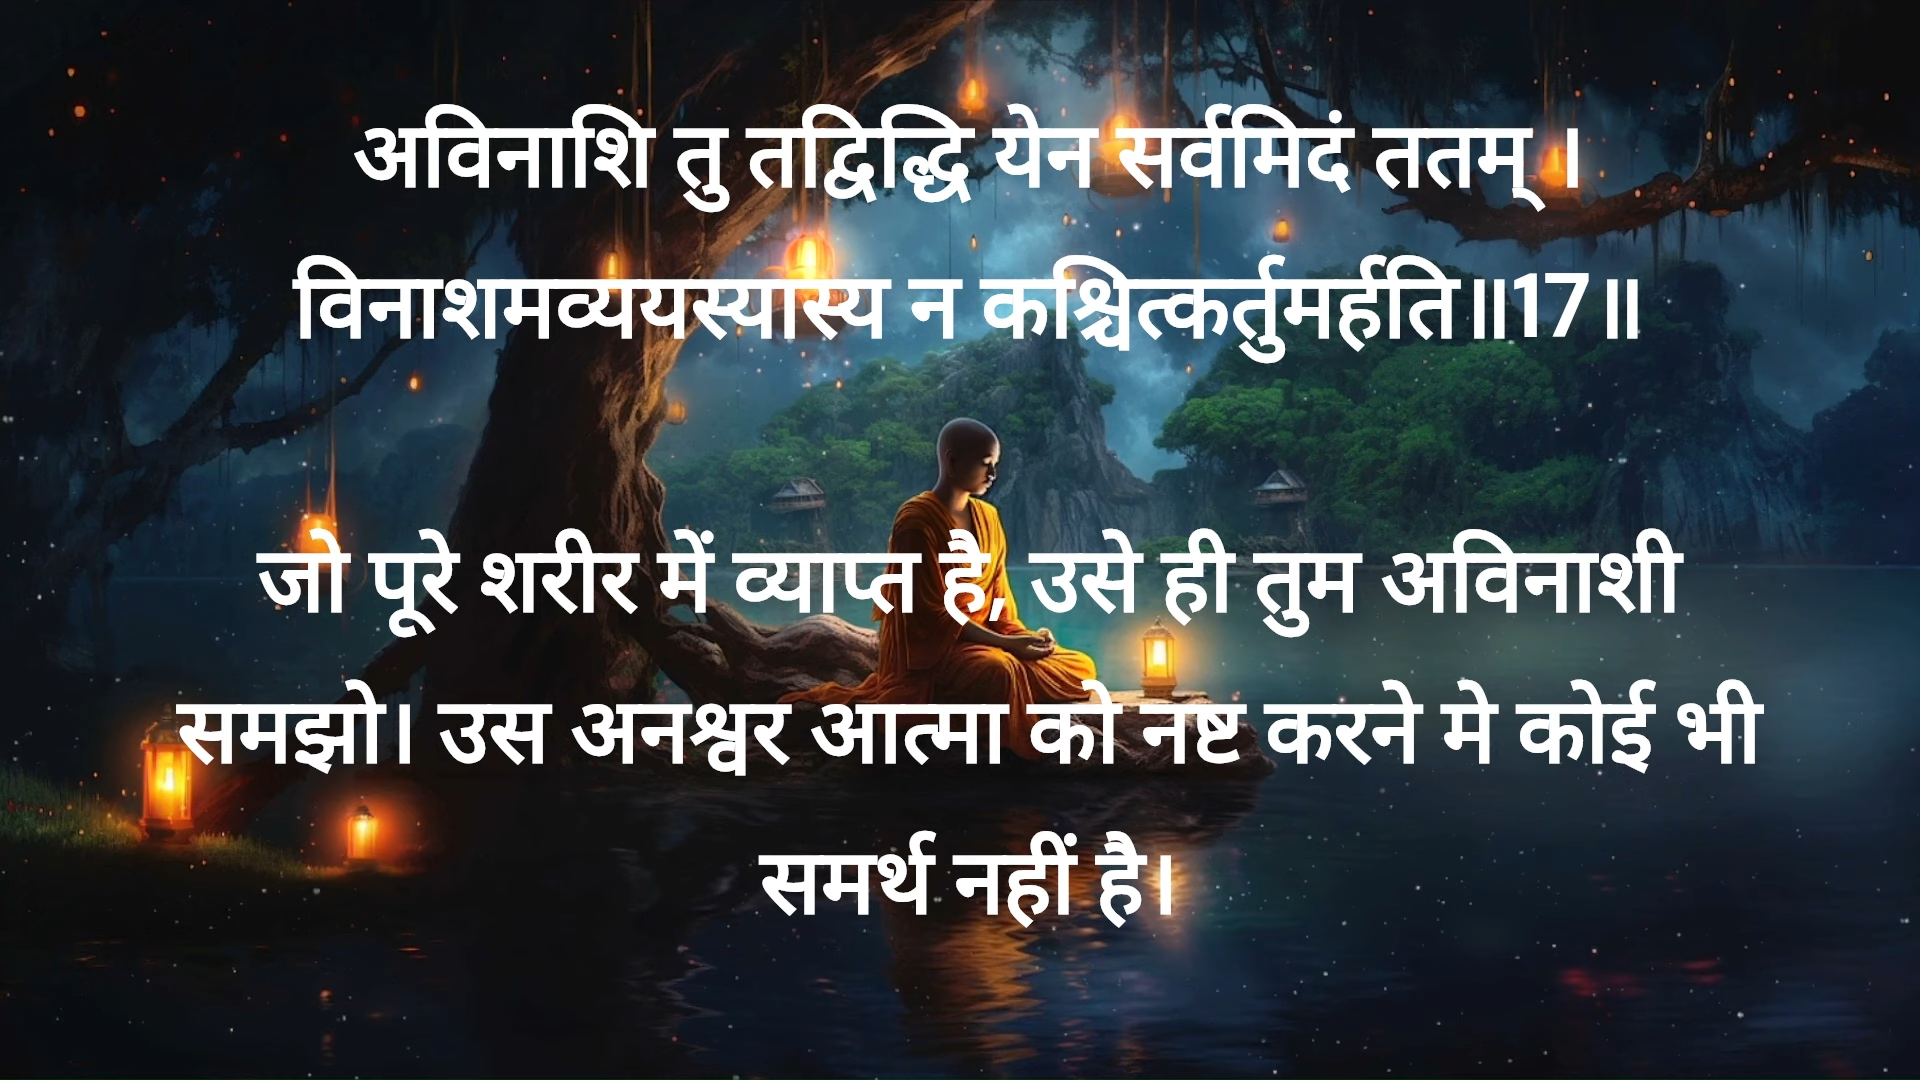 अविनाशि तु तद्विद्धि येन सर्वमिदं ततम् ।
विनाशमव्ययस्यास्य न कश्चित्कर्तुमर्हति॥17॥
जो पूरे शरीर में व्याप्त है, उसे ही तुम अविनाशी
समझो। उस अनश्वर आत्मा को नष्ट करने मे कोई भी
समर्थ नहीं है।